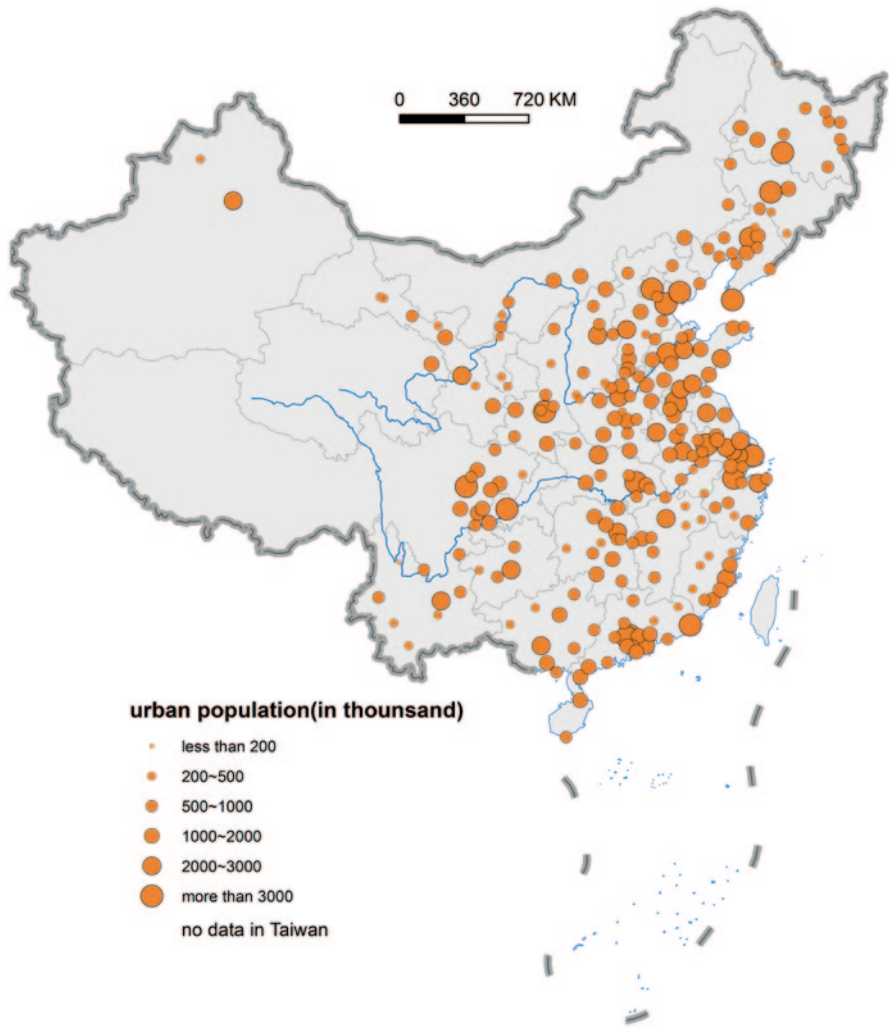 0 360 720 KM
urban population(in thounsand)
less than 200
200~500
500~1000
1000~2000
2000~3000
more than 3000
no data in Taiwan